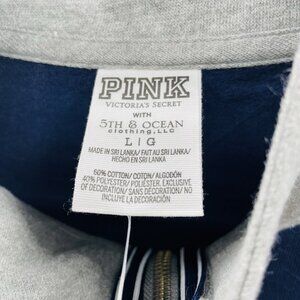 PINK
VICTORIA'S SECRET
WITH
5TH & OCEAN
clothing, LLC
L | G
MADE IN SRI LANKA/ FAIT AU SRI LANKA/
HECHO EN SRI LANKA
60% COTTON/ COTON/ ALGODÓN
40% POLYESTER/ POLIÉSTER, EXCLUSIVE
OF DECORATION/ SANS DÉCORATION/ NO
INCLUYE LA DECORACIÓN